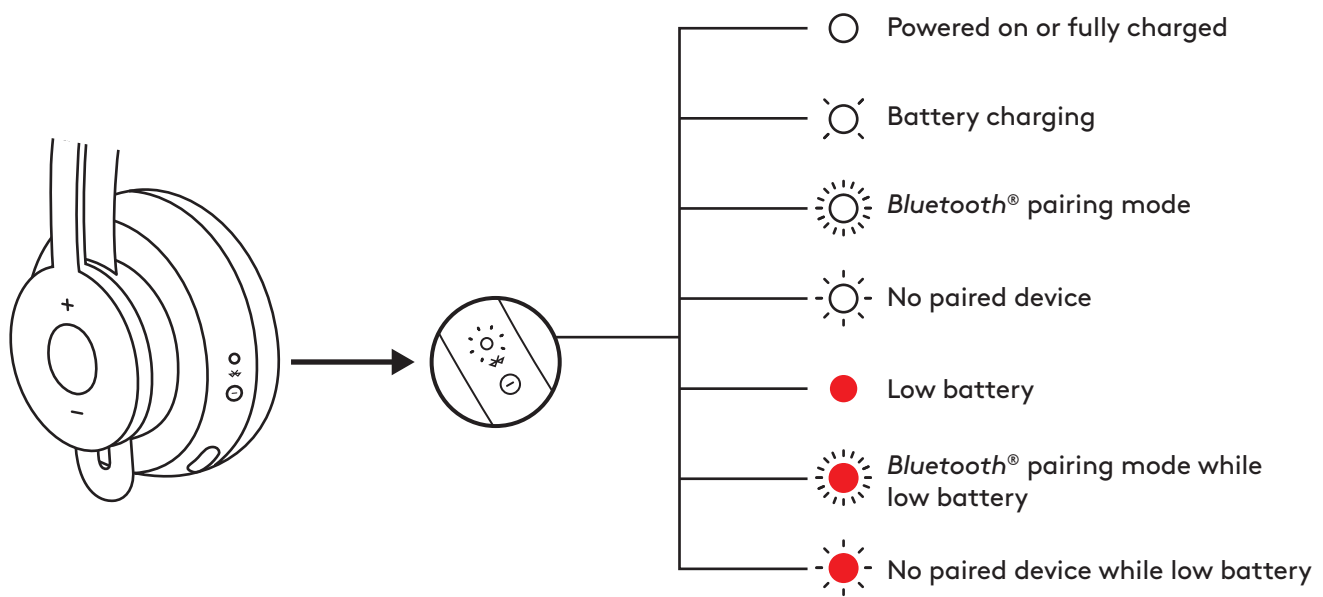 Powered on or fully charged
Battery charging
Bluetooth® pairing mode
No paired device
Low battery
Bluetooth® pairing mode while
low battery
No paired device while low battery
+
−